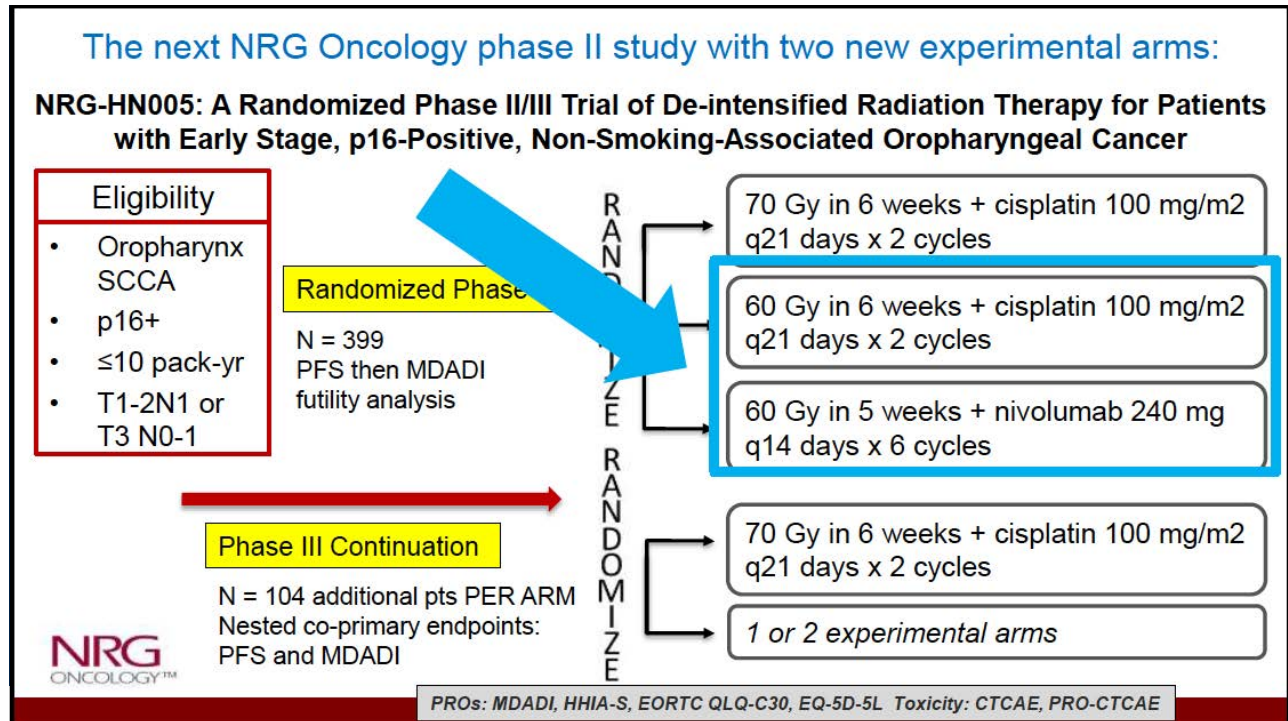 The next NRG Oncology phase II study with two new experimental arms:
NRG-HN005: A Randomized Phase II/III Trial of De-intensified Radiation Therapy for Patients
with Early Stage, p16-Positive, Non-Smoking-Associated Oropharyngeal Cancer
Eligibility
• Oropharynx
SCCA
• p16+
• ≤10 pack-yr
• T1-2N1 or
T3 N0-1
Randomized Phase
N = 399
PFS then MDADI
futility analysis
RANDOMIZE
70 Gy in 6 weeks + cisplatin 100 mg/m2
q21 days x 2 cycles
60 Gy in 6 weeks + cisplatin 100 mg/m2
q21 days x 2 cycles
60 Gy in 5 weeks + nivolumab 240 mg
q14 days x 6 cycles
Phase III Continuation
N = 104 additional pts PER ARM
Nested co-primary endpoints:
PFS and MDADI
RANDOMIZE
70 Gy in 6 weeks + cisplatin 100 mg/m2
q21 days x 2 cycles
1 or 2 experimental arms
NRG
ONCOLOGY™
PROs: MDADI, HHIA-S, EORTC QLQ-C30, EQ-5D-5L Toxicity: CTCAE, PRO-CTCAE